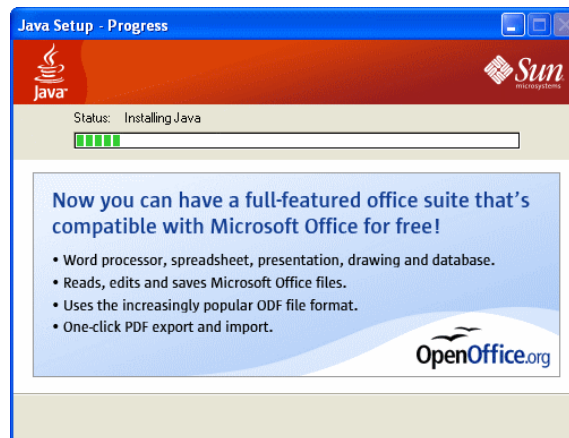 Java Setup - Progress
Java
Sun
microsystems
Status: Installing Java
Now you can have a full-featured office suite that's
compatible with Microsoft Office for free!
• Word processor, spreadsheet, presentation, drawing and database.
• Reads, edits and saves Microsoft Office files.
• Uses the increasingly popular ODF file format.
• One-click PDF export and import.
OpenOffice.org